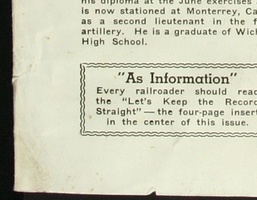 his diploma at the June exercises
is now stationed at Monterrey, Ca
as a second lieutenant in the f
artillery. He is a graduate of Wich
High School.
"As Information"
Every railroader should read
the "Let's Keep the Record
Straight" — the four-page insert
in the center of this issue.